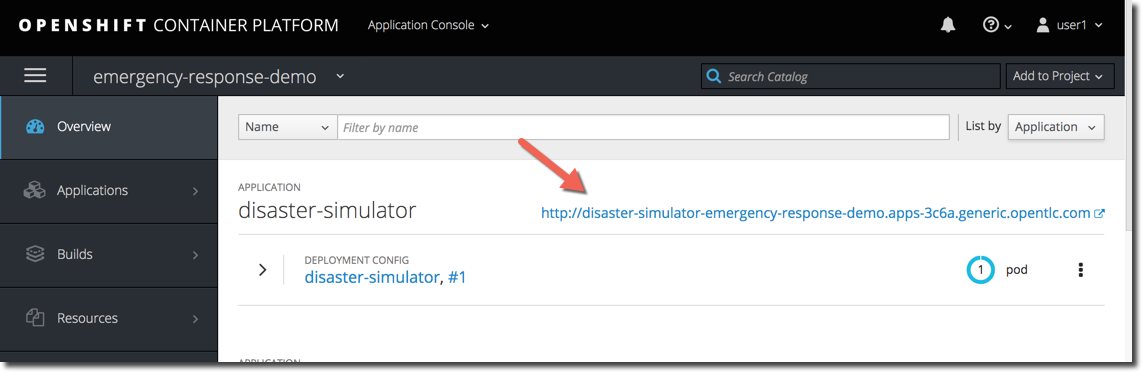 OPENSHIFT CONTAINER PLATFORM Application Console user1
emergency-response-demo Search Catalog Add to Project
Overview
Name Filter by name List by Application
Applications
APPLICATION
disaster-simulator http://disaster-simulator-emergency-response-demo.apps-3c6a.generic.opentlc.com
Builds
DEPLOYMENT CONFIG
disaster-simulator, #1 1 pod
Resources
APPLICATION